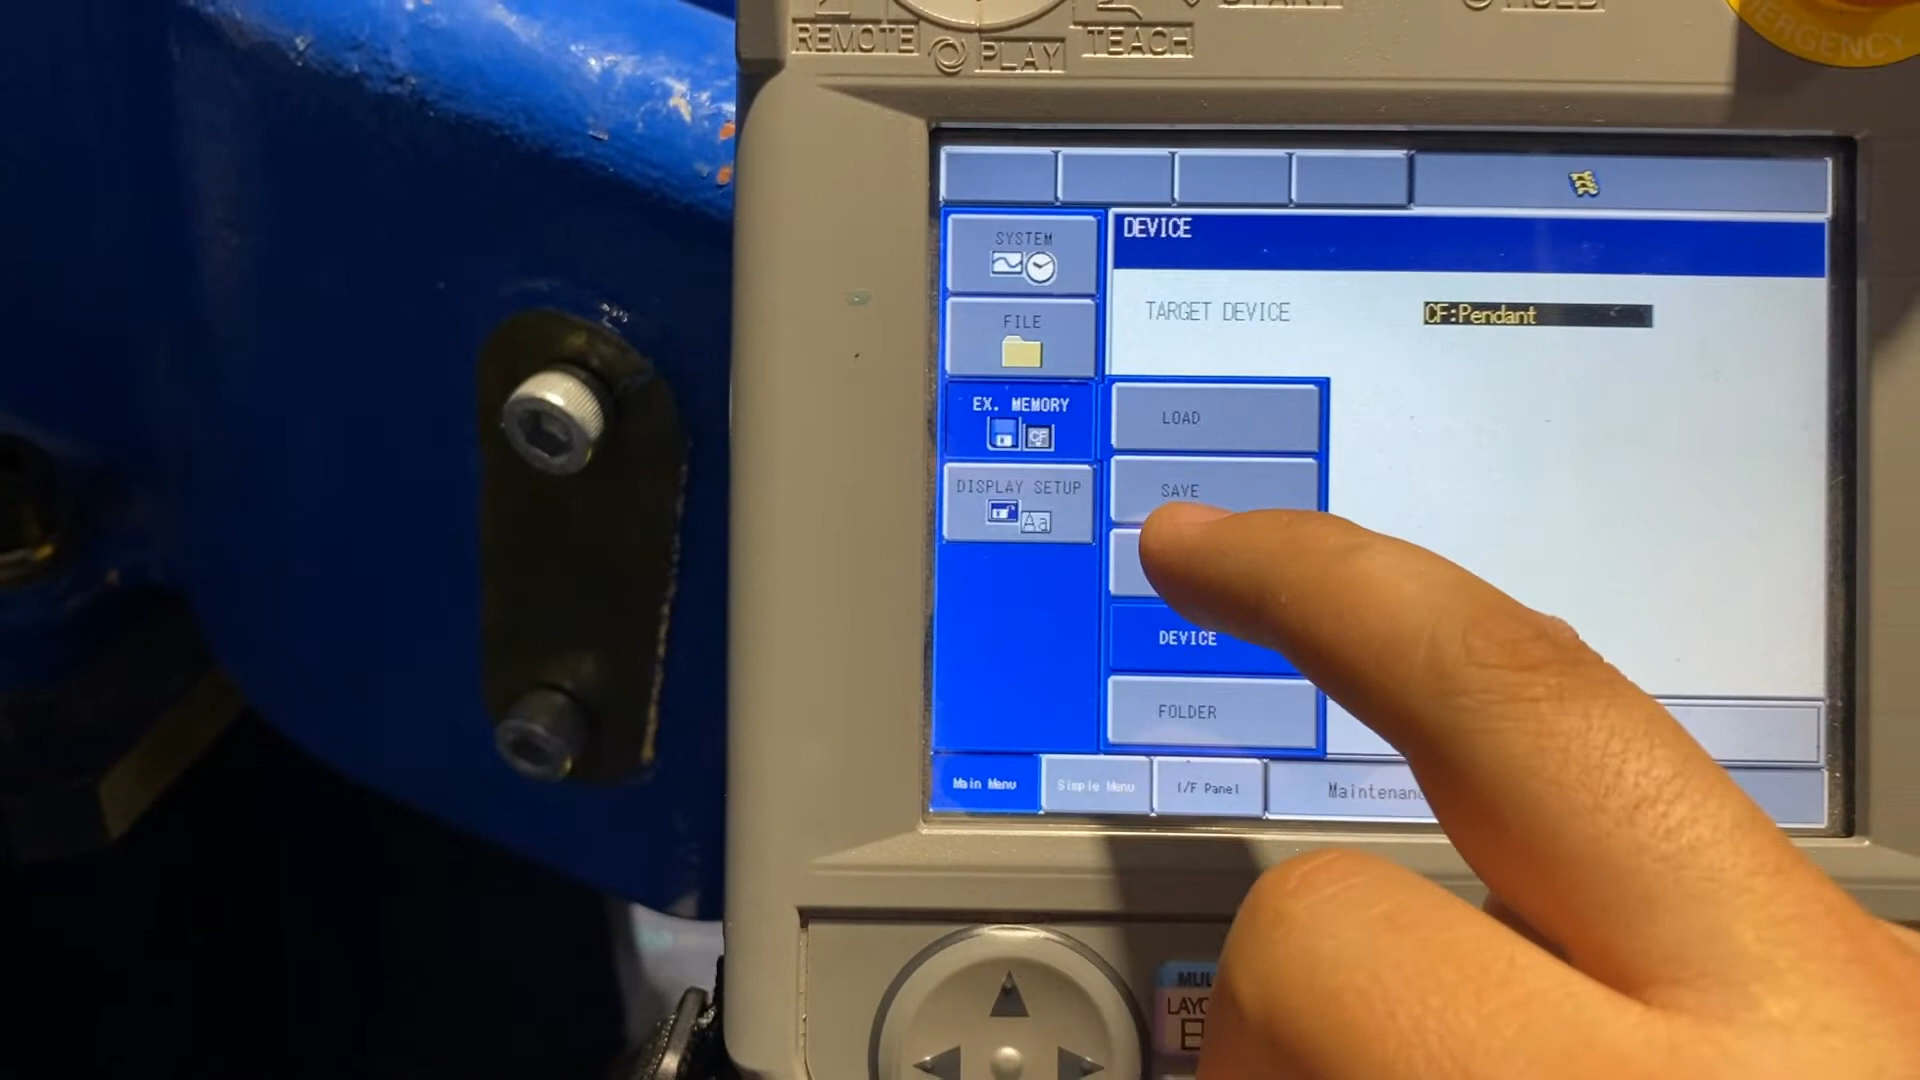 REMOTE
PLAY
TEACH
SYSTEM
FILE
EX. MEMORY
CF
DISPLAY SETUP
Aa
DEVICE
TARGET DEVICE
CF:Pendant
LOAD
SAVE
DEVICE
FOLDER
Main Menu
Simple Menu
I/F Panel